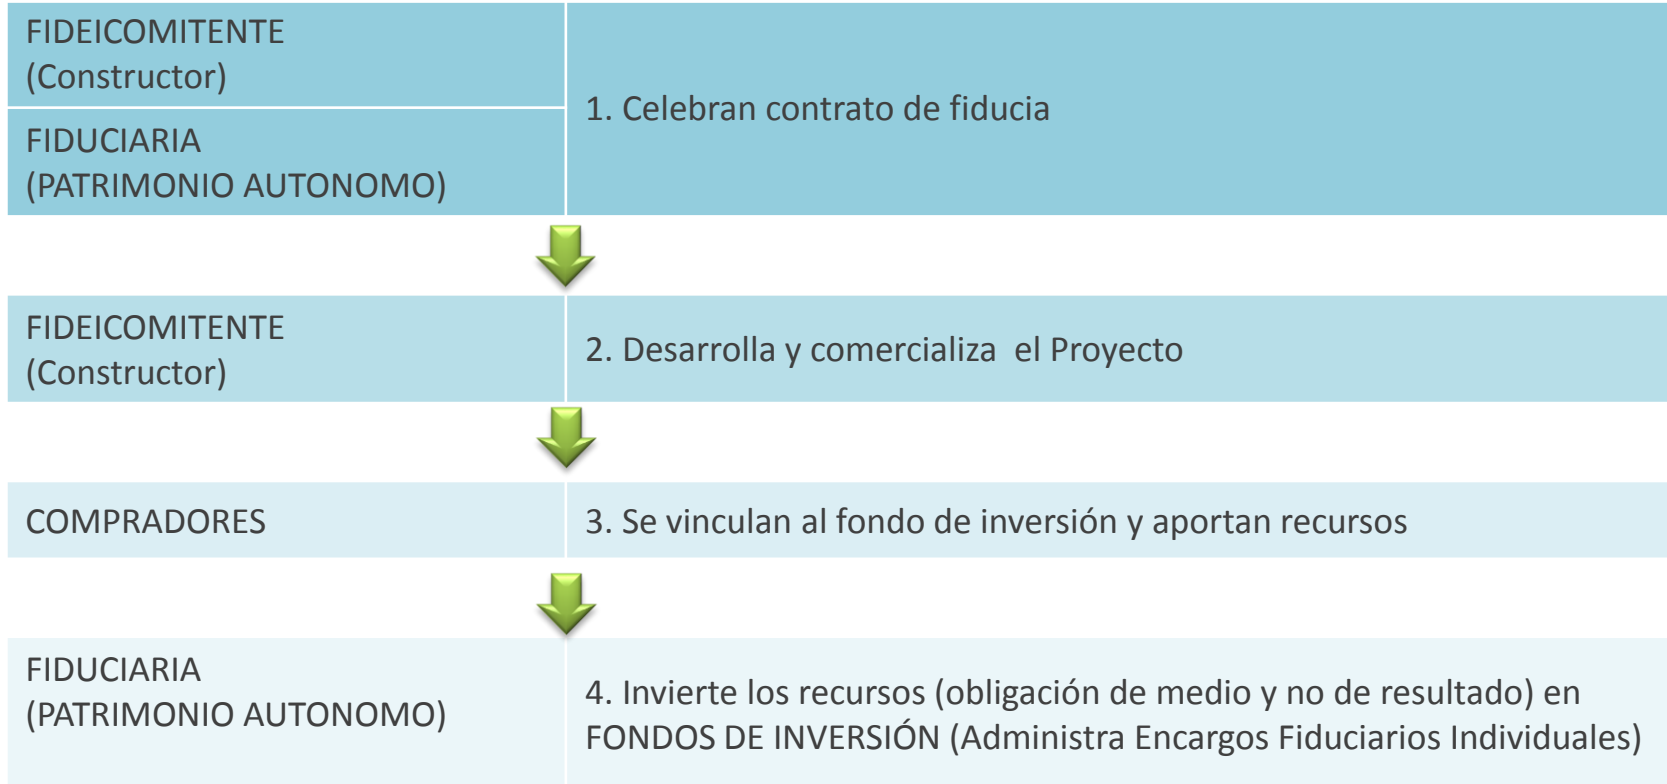 FIDEICOMITENTE
(Constructor)
FIDUCIARIA
(PATRIMONIO AUTONOMO)
1. Celebran contrato de fiducia
FIDEICOMITENTE
(Constructor)
2. Desarrolla y comercializa  el Proyecto
COMPRADORES
3. Se vinculan al fondo de inversión y aportan recursos
FIDUCIARIA
(PATRIMONIO AUTONOMO)
4. Invierte los recursos (obligación de medio y no de resultado) en
FONDOS DE INVERSIÓN (Administra Encargos Fiduciarios Individuales)